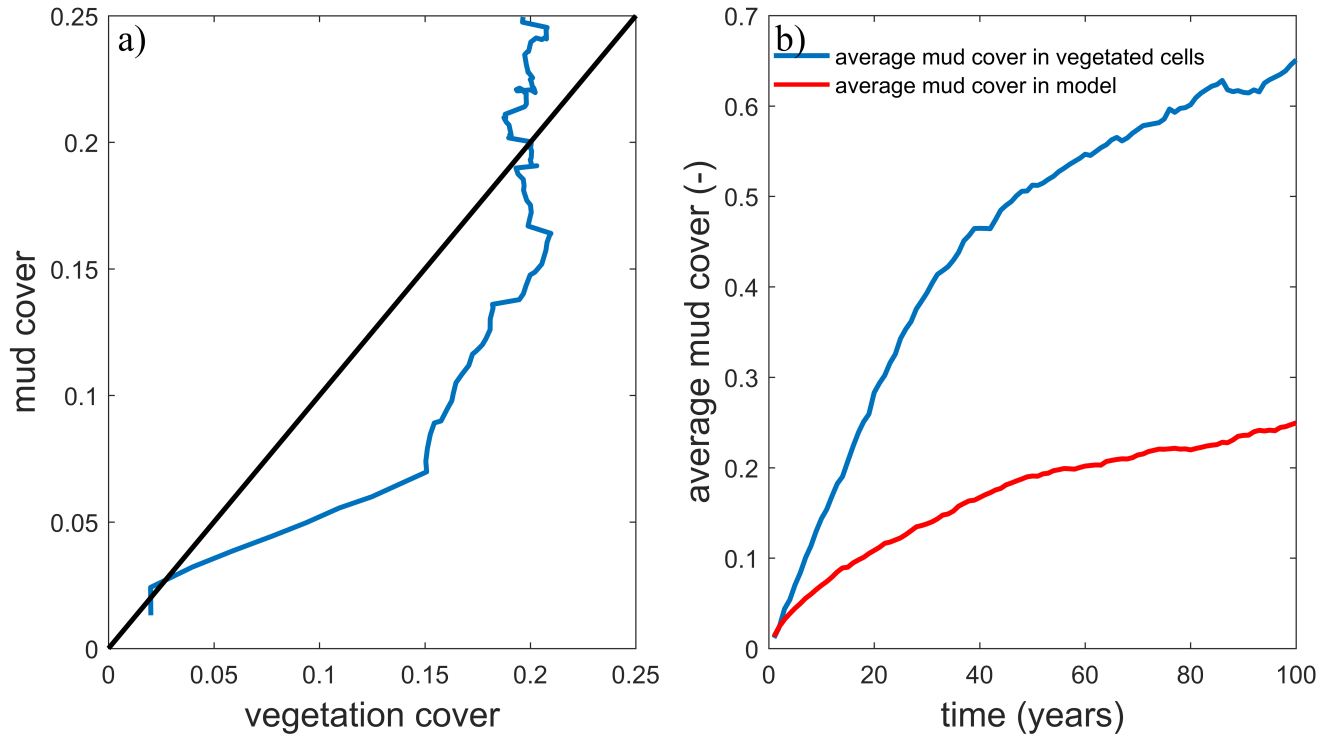 a)
0.25
0.2
0.15
0.1
0.05
0
mud cover
0 0.05 0.1 0.15 0.2 0.25
vegetation cover
b)
average mud cover in vegetated cells
average mud cover in model
0.7
0.6
0.5
0.4
0.3
0.2
0.1
0
average mud cover (-)
0 20 40 60 80 100
time (years)